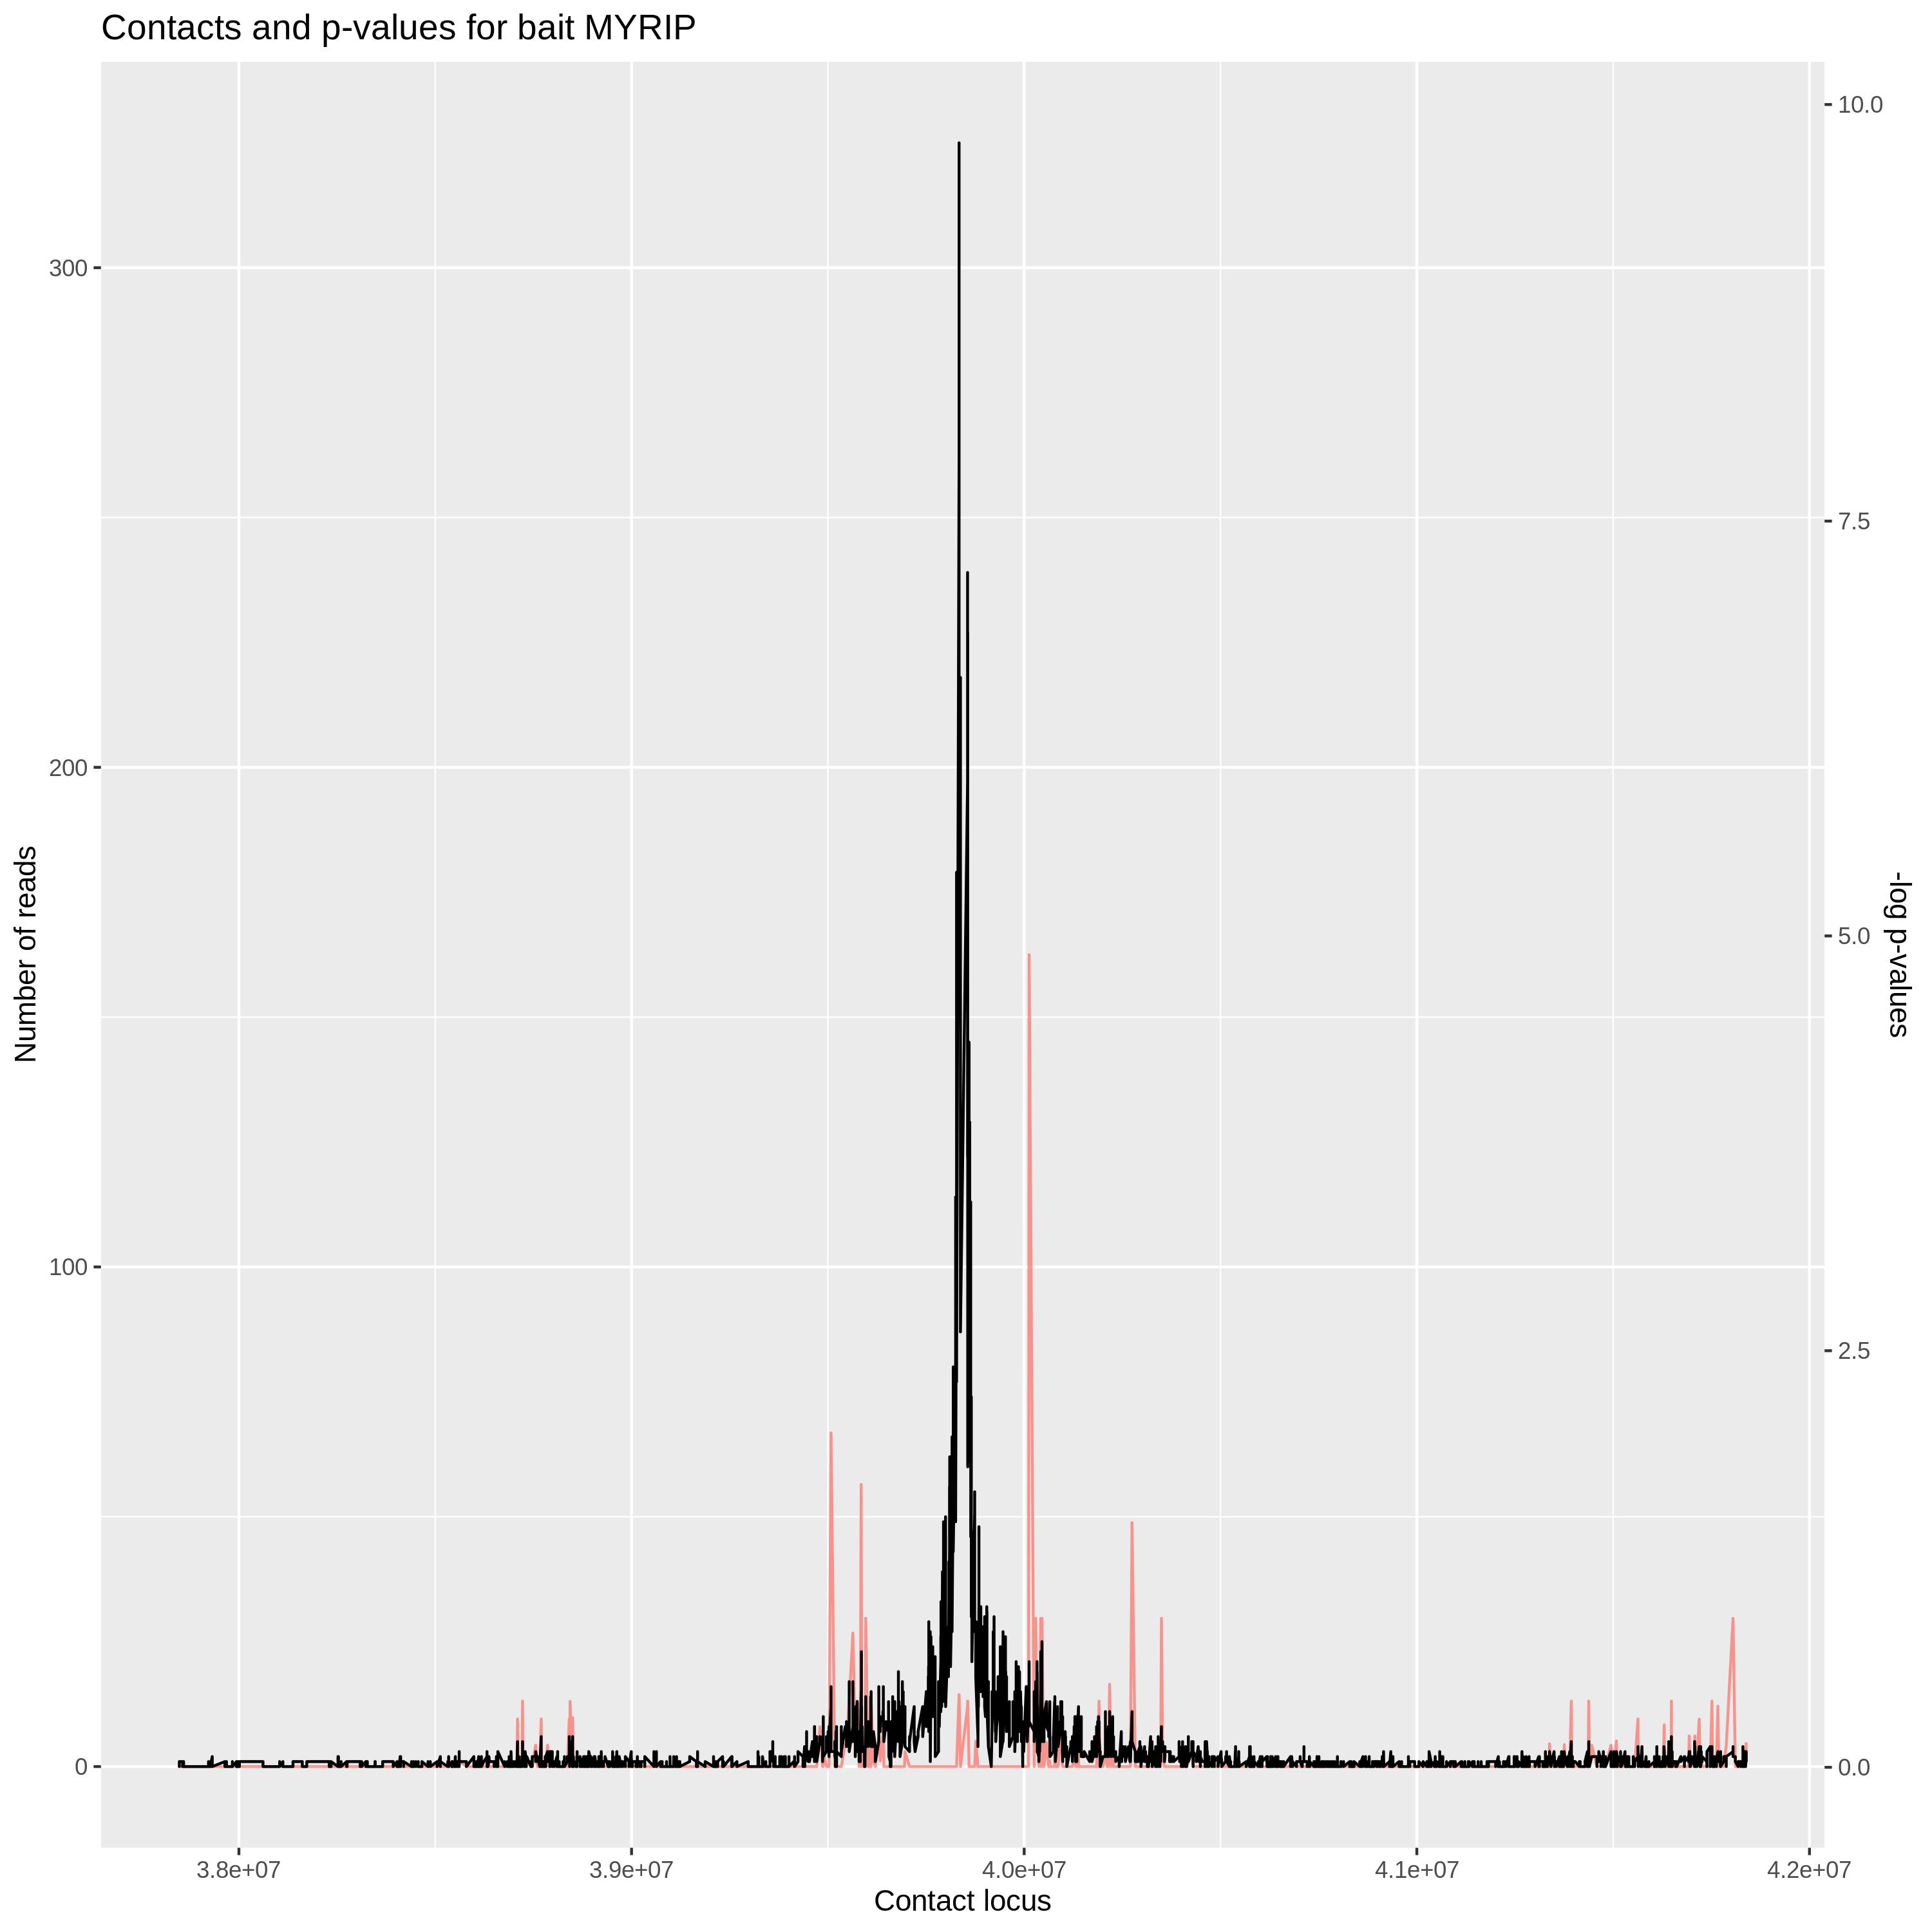 Contacts and p-values for bait MYRIP
300
200
100
0
Number of reads
10.0
7.5
5.0
2.5
0.0
-log p-values
3.8e+07
3.9e+07
4.0e+07
4.1e+07
4.2e+07
Contact locus